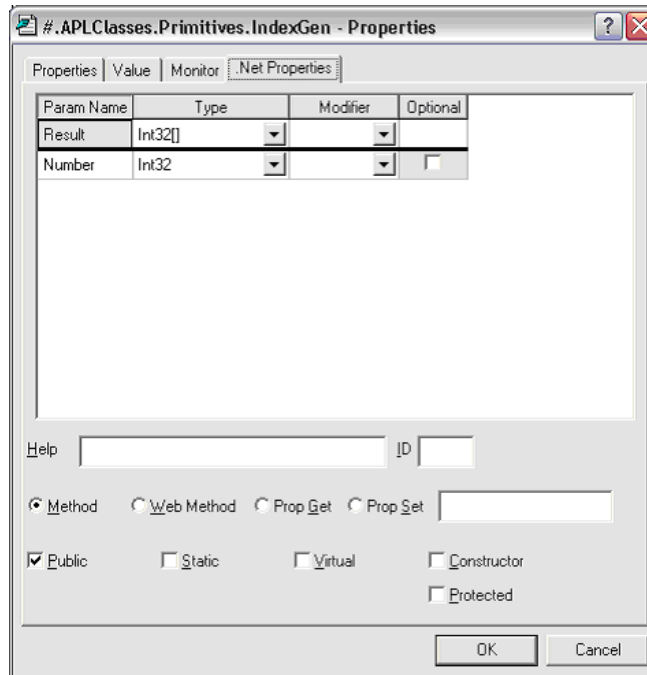 #.APLClasses.Primitives.IndexGen - Properties
Properties Value Monitor .Net Properties
Param Name Type Modifier Optional
Result Int32[]
Number Int32
Help ID
Method Web Method Prop Get Prop Set
Public Static Virtual Constructor
Protected
OK Cancel